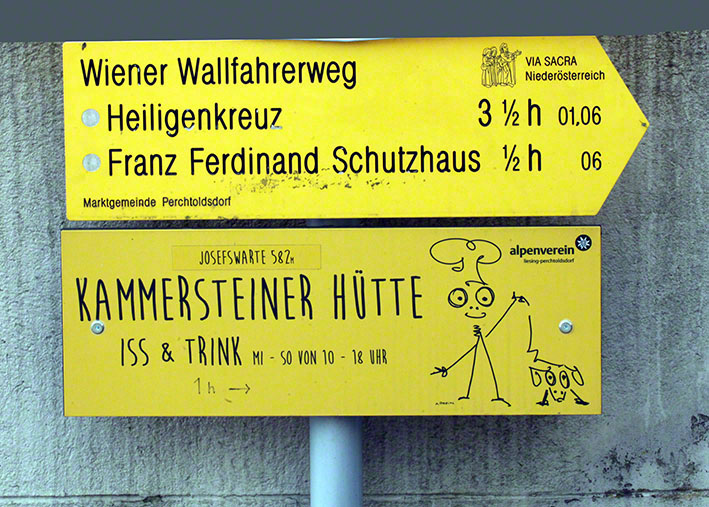 Wiener Wallfahrerweg
VIA SACRA
Niederösterreich
Heiligenkreuz 3 ½ h 01,06
Franz Ferdinand Schutzhaus ½ h 06
Marktgemeinde Perchtoldsdorf
JOSEFSWARTE 582M
alpenverein
liesing-perchtoldsdorf
KAMMERSTEINER HÜTTE
ISS & TRINK MI - SO VON 10 - 18 UHR
1 h →